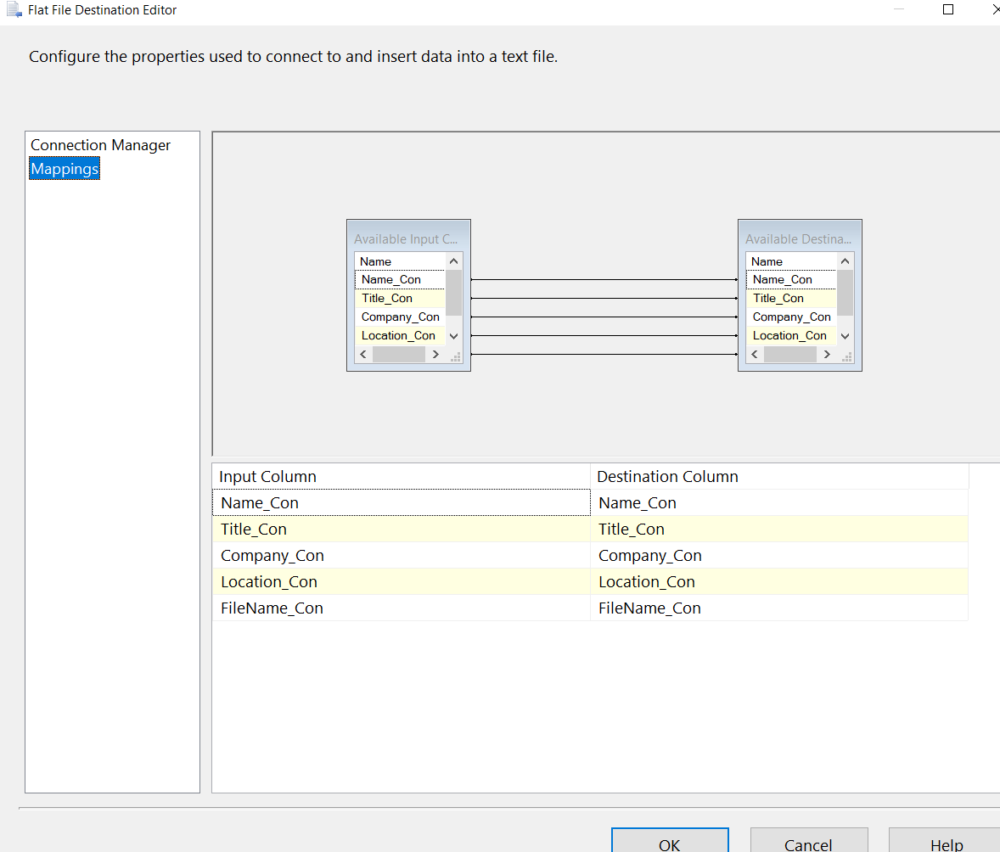 Flat File Destination Editor
Configure the properties used to connect to and insert data into a text file.
Connection Manager
Mappings
Available Input C...
Name
Name_Con
Title_Con
Company_Con
Location_Con
Available Destina...
Name
Name_Con
Title_Con
Company_Con
Location_Con
Input Column Destination Column
Name_Con Name_Con
Title_Con Title_Con
Company_Con Company_Con
Location_Con Location_Con
FileName_Con FileName_Con
OK Cancel Help